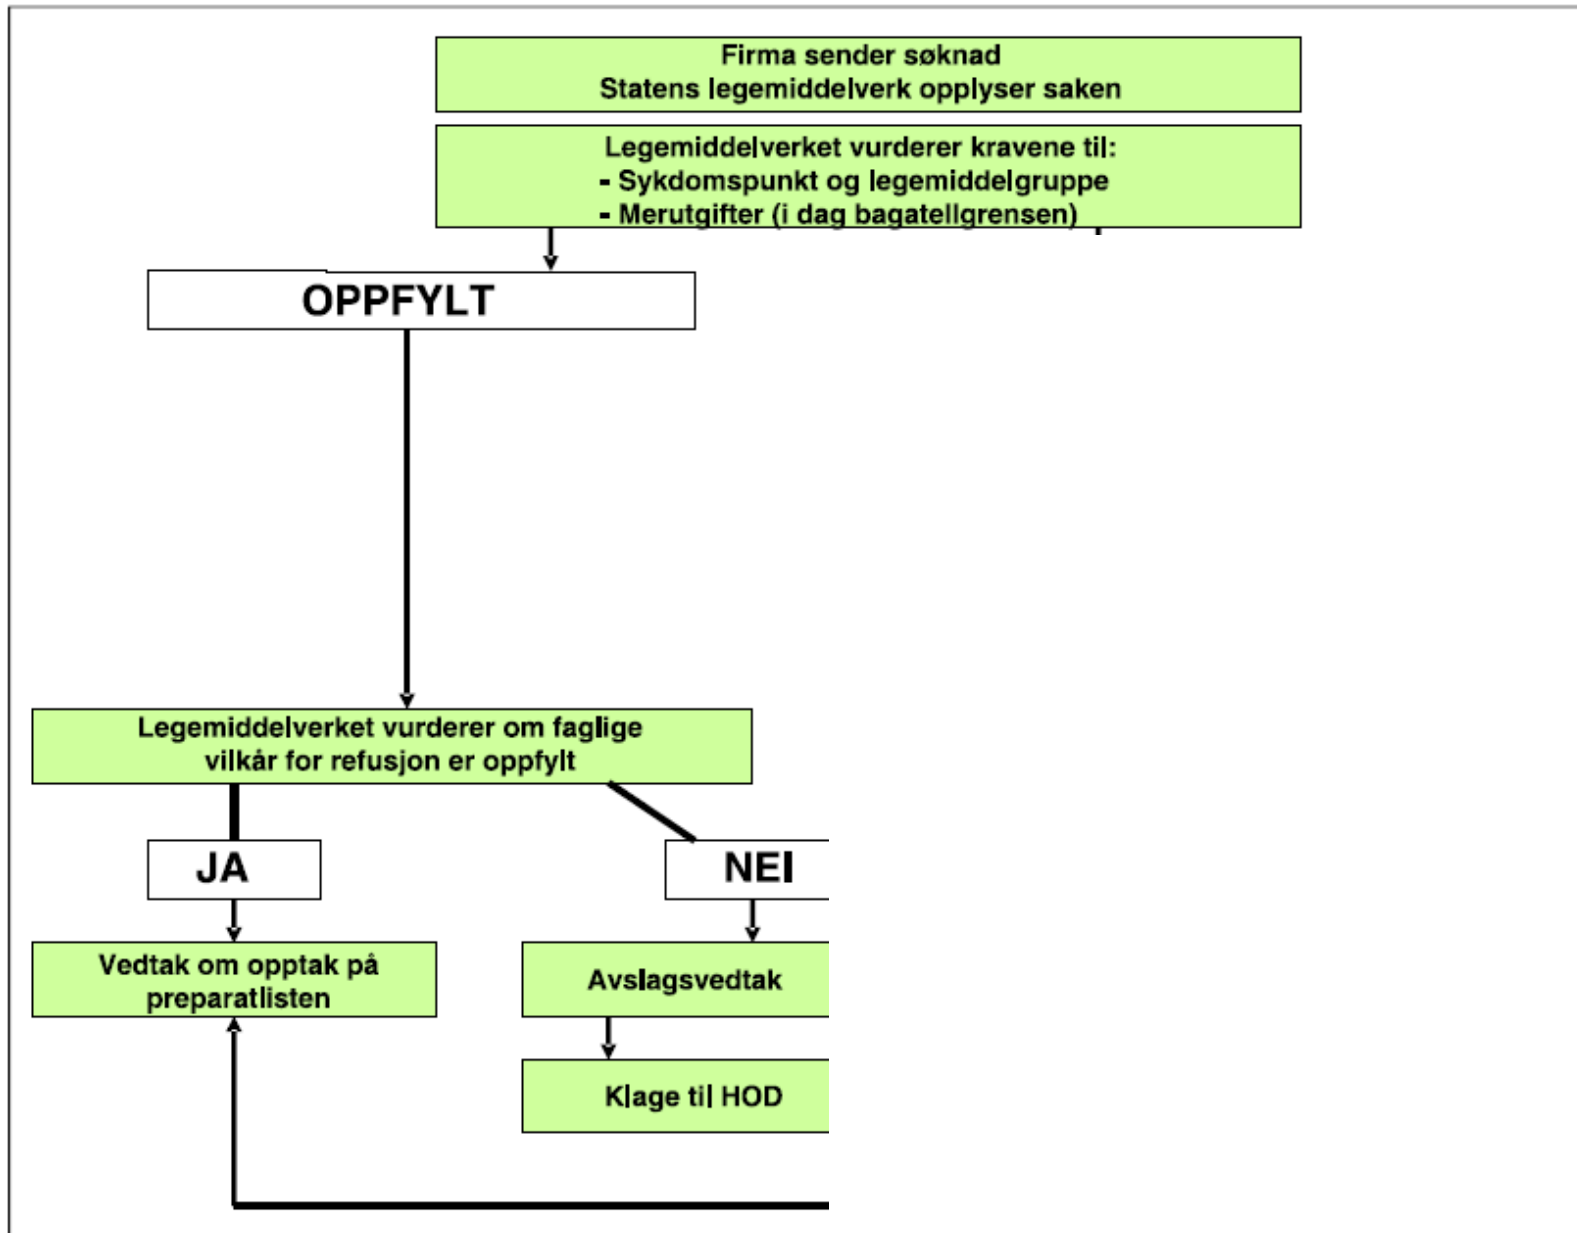 Firma sender søknad
Statens legemiddelverk opplyser saken
Legemiddelverket vurderer kravene til:
- Sykdomspunkt og legemiddelgruppe
- Merutgifter (i dag bagatellgrensen)
OPPFYLT
Legemiddelverket vurderer om faglige
vilkår for refusjon er oppfylt
JA
NEI
Vedtak om opptak på
preparatlisten
Avslagsvedtak
Klage til HOD